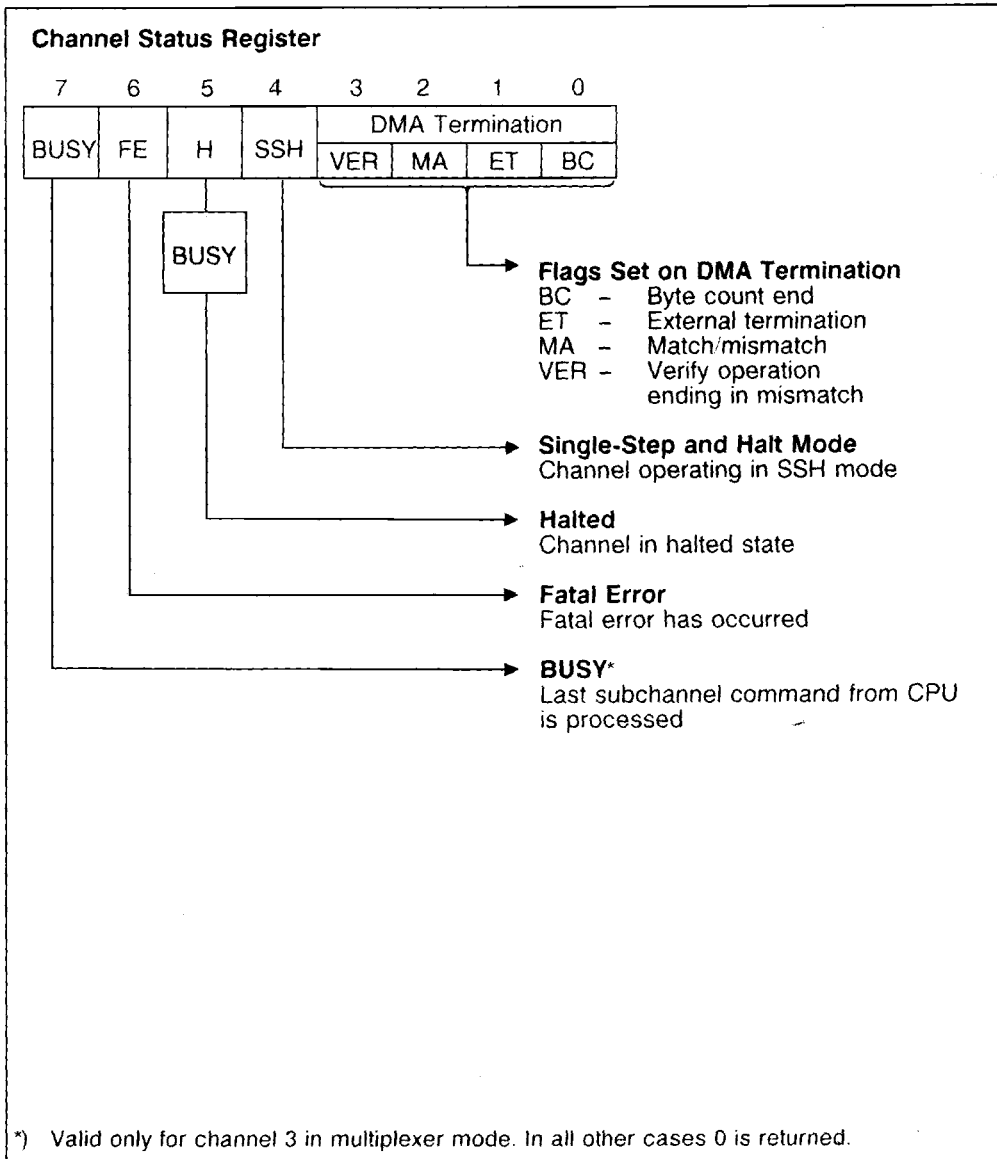 Channel Status Register
7 6 5 4 3 2 1 0
BUSY FE H SSH DMA Termination
VER MA ET BC
BUSY
Flags Set on DMA Termination
BC – Byte count end
ET – External termination
MA – Match/mismatch
VER – Verify operation
ending in mismatch
Single-Step and Halt Mode
Channel operating in SSH mode
Halted
Channel in halted state
Fatal Error
Fatal error has occurred
BUSY*
Last subchannel command from CPU
is processed
*) Valid only for channel 3 in multiplexer mode. In all other cases 0 is returned.